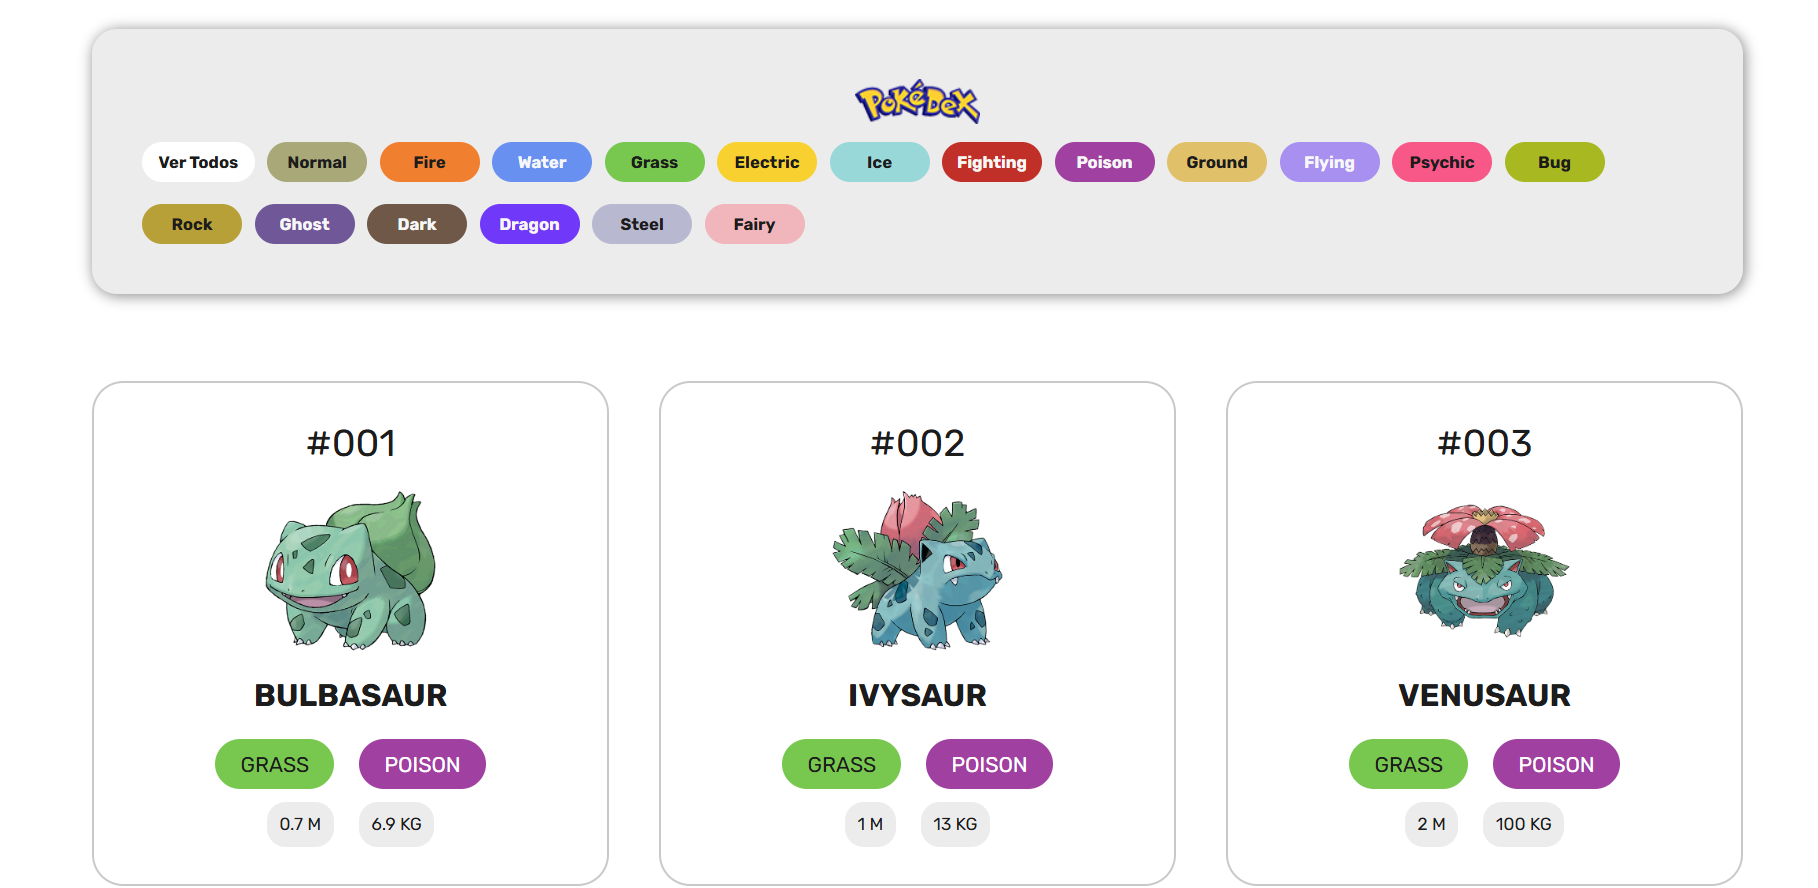 PokéDex
Ver Todos Normal Fire Water Grass Electric Ice Fighting Poison Ground Flying Psychic Bug
Rock Ghost Dark Dragon Steel Fairy
#001 #002 #003
BULBASAUR IVYSAUR VENUSAUR
GRASS POISON GRASS POISON GRASS POISON
0.7 M 6.9 KG 1 M 13 KG 2 M 100 KG